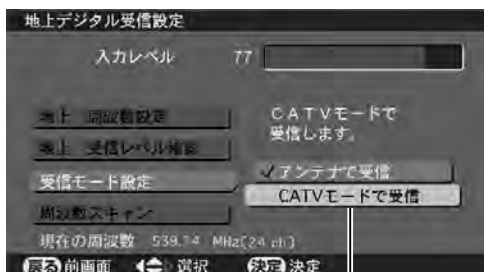 地上デジタル受信設定
入力レベル 77
地上 周波数設定
CATVモードで
受信します。
地上 受信レベル確認
受信モード設定
✓アンテナで受信
CATVモードで受信
周波数スキャン
現在の周波数 539.14 MHz(24 ch)
戻る 前画面 選択 決定 決定